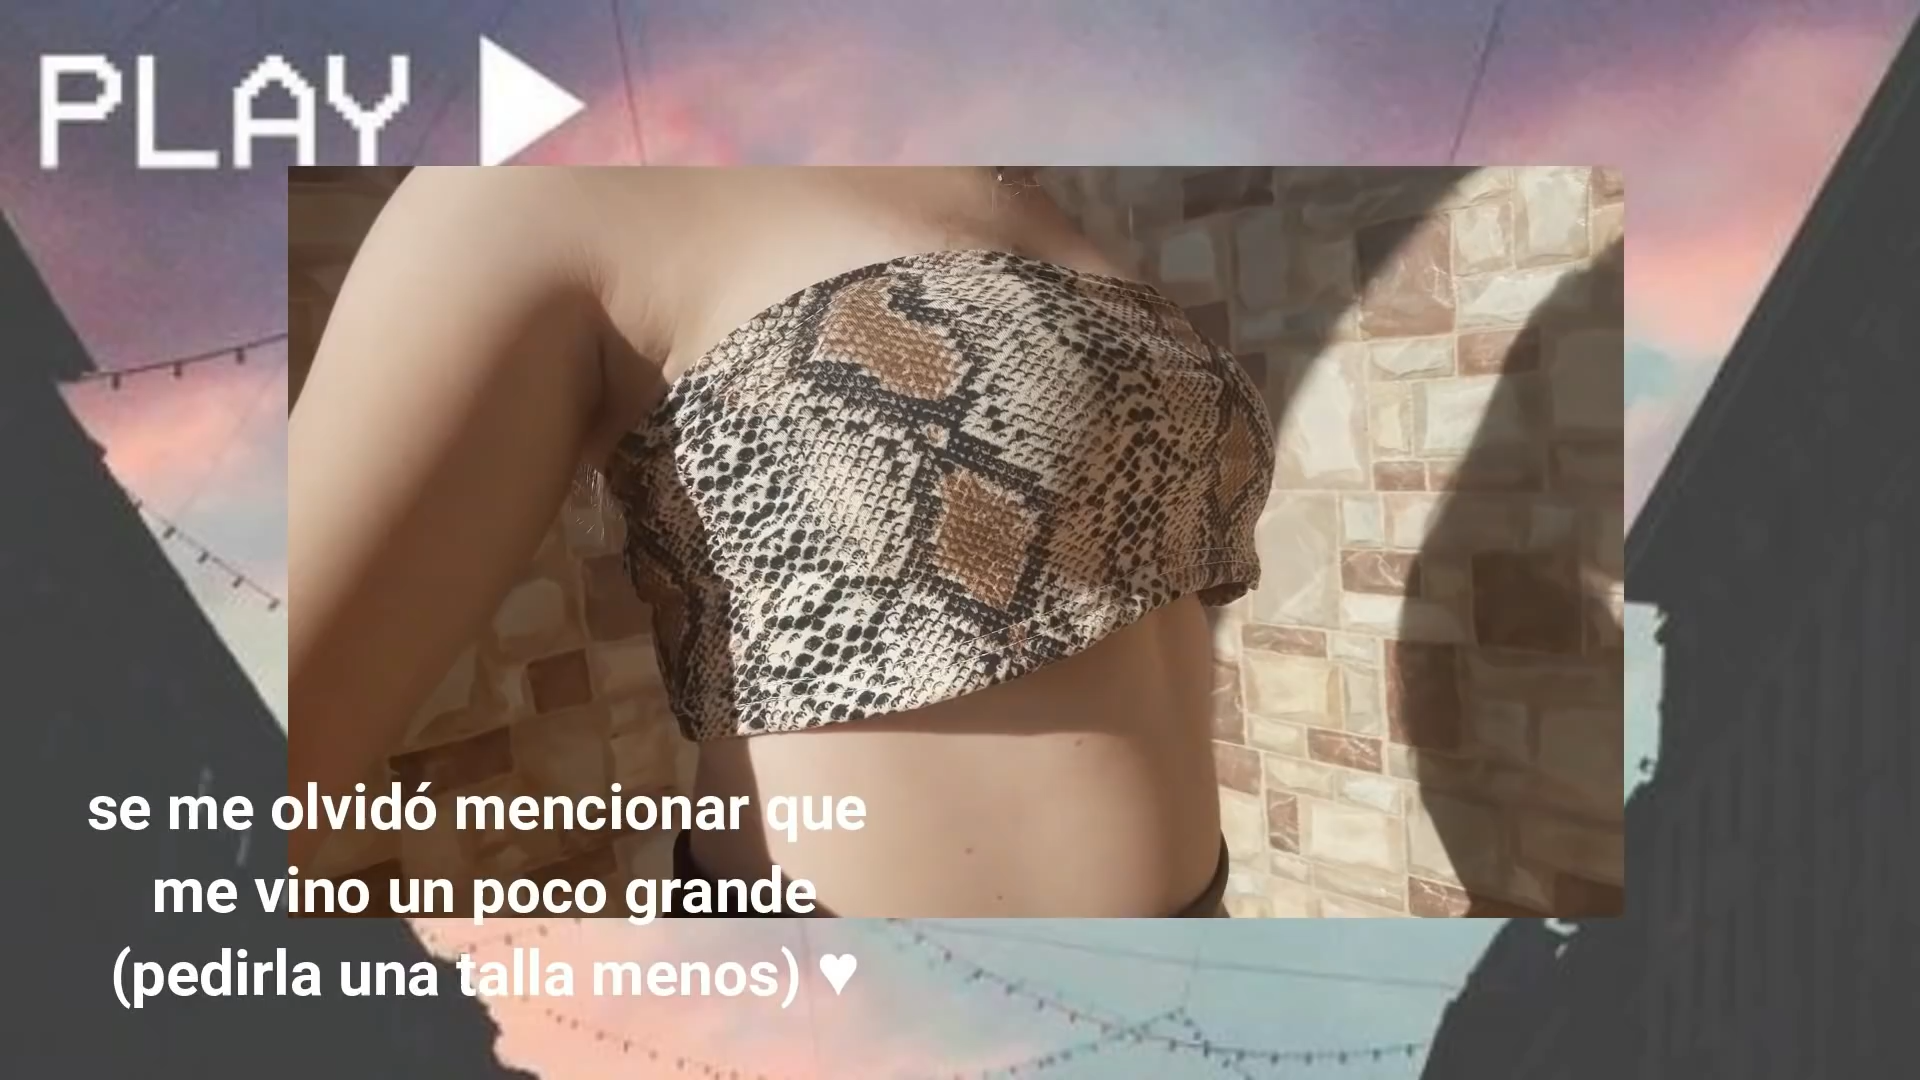 PLAY
se me olvidó mencionar que
me vino un poco grande
(pedirla una talla menos) ♥